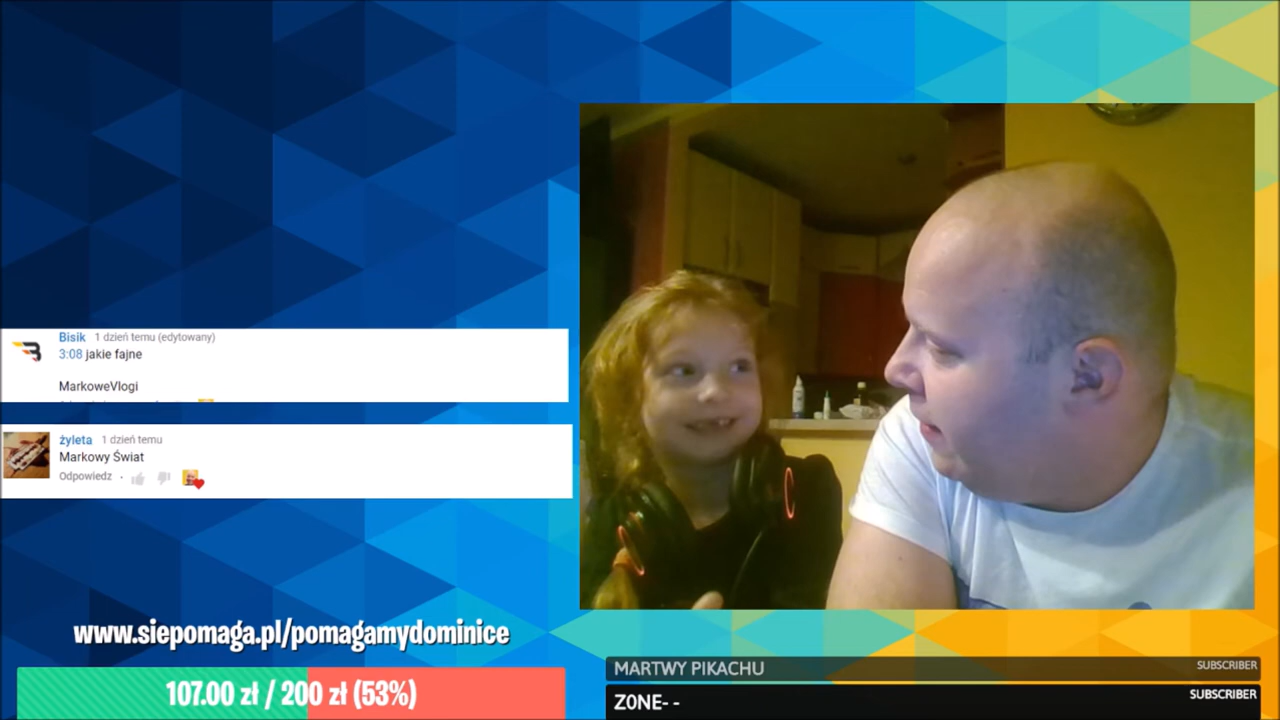 Bisik 1 dzień temu (edytowany)
3:08 jakie fajne
MarkoweVlogi
żyleta 1 dzień temu
Markowy Świat
Odpowiedz
www.siepomaga.pl/pomagamydominice
107.00 zł / 200 zł (53%)
MARTWY PIKACHU SUBSCRIBER
ZONE- - SUBSCRIBER